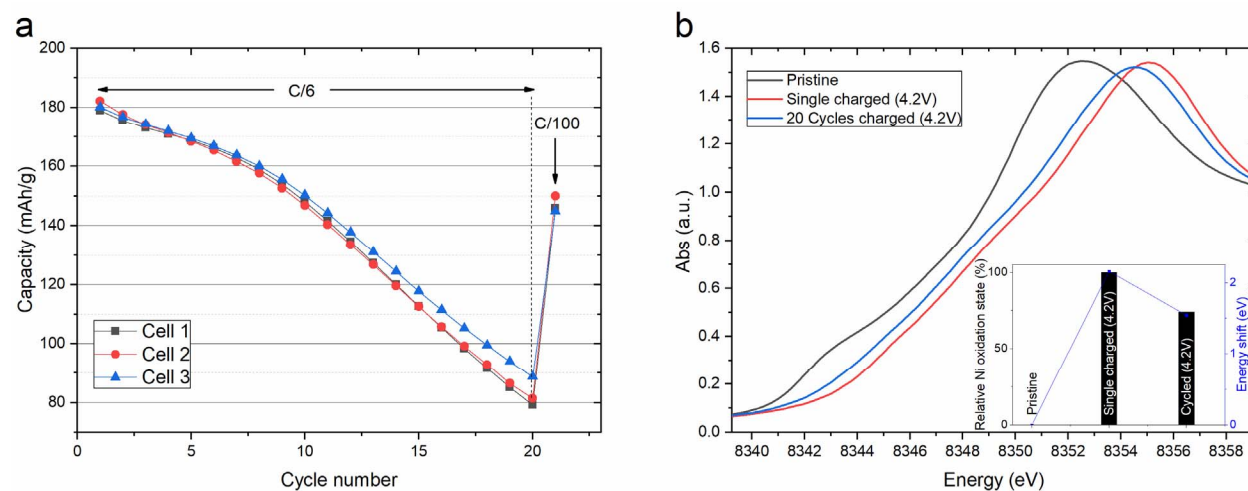 a
200
180
160
140
120
100
80
Capacity (mAh/g)
C/6
C/100
Cell 1
Cell 2
Cell 3
0
5
10
15
20
Cycle number
b
1.6
1.5
1.2
1.0
0.8
0.6
0.4
0.2
0.0
Abs (a.u.)
Pristine
Single charged (4.2V)
20 Cycles charged (4.2V)
8340
8342
8344
8346
8348
8350
8352
8354
8356
8358
Energy (eV)
Relative Ni oxidation state (%)
100
50
0
Pristine
Single charged (4.2V)
Cycled (4.2V)
2
1
0
Energy shift (eV)